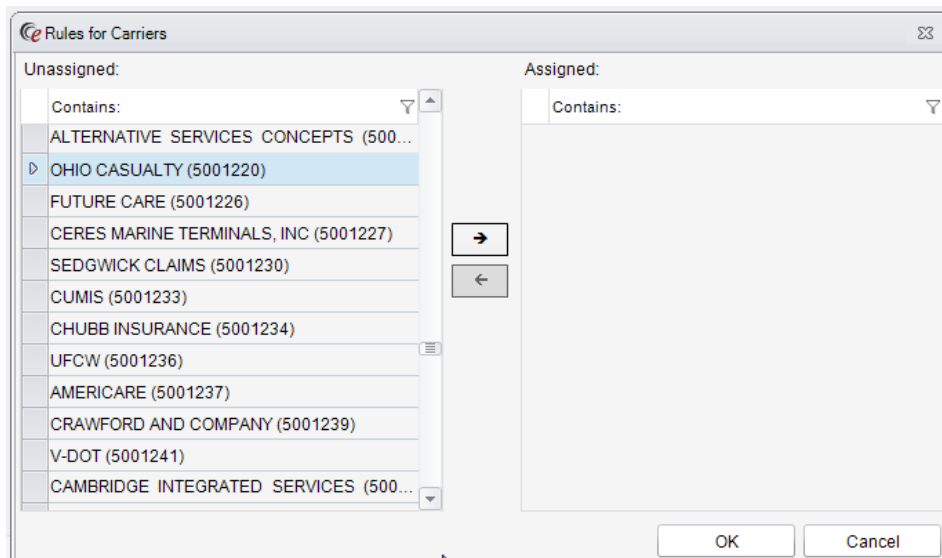 Rules for Carriers
Unassigned:
Assigned:
Contains:
Contains:
ALTERNATIVE SERVICES CONCEPTS (500...
OHIO CASUALTY (5001220)
FUTURE CARE (5001226)
CERES MARINE TERMINALS, INC (5001227)
SEDGWICK CLAIMS (5001230)
CUMIS (5001233)
CHUBB INSURANCE (5001234)
UFCW (5001236)
AMERICARE (5001237)
CRAWFORD AND COMPANY (5001239)
V-DOT (5001241)
CAMBRIDGE INTEGRATED SERVICES (500...
OK
Cancel